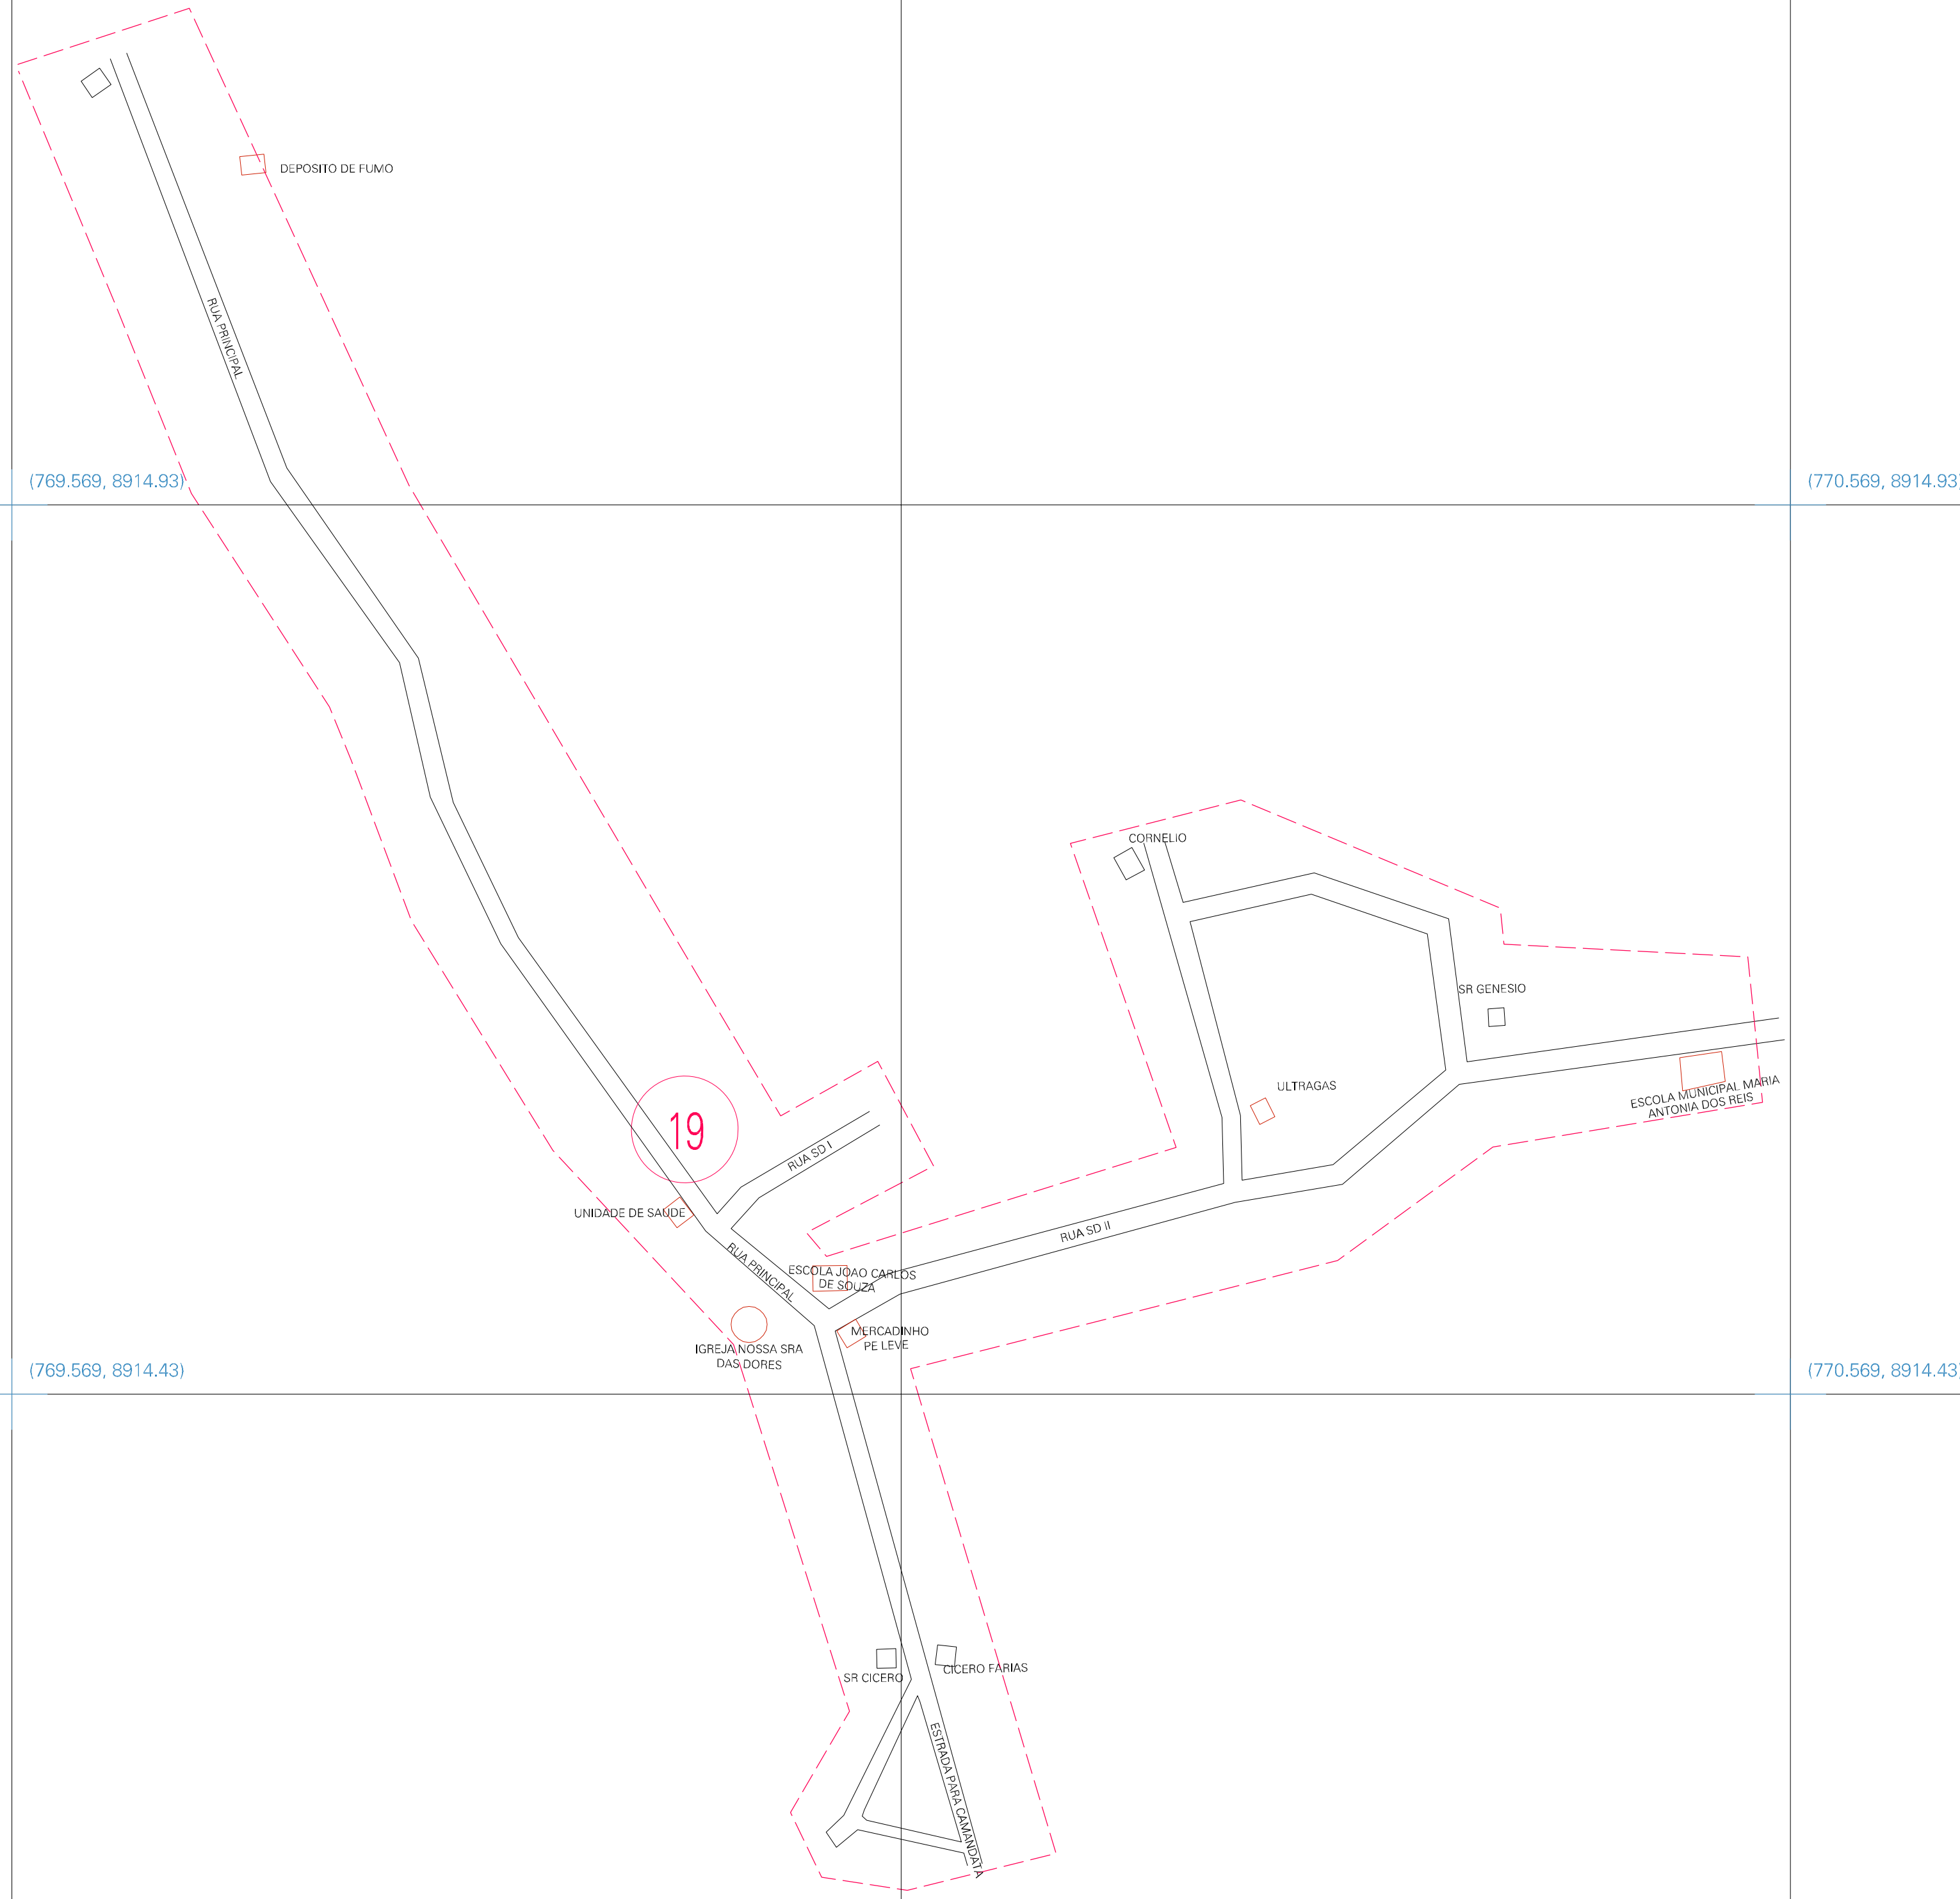 DEPOSITO DE FUMO
RUA PRINCIPAL
(769.569, 8914.93)
(770.569, 8914.93)
CORNELIO
SR GENESIO
ULTRAGAS
ESCOLA MUNICIPAL MARIA
ANTONIA DOS REIS
19
RUA SD I
UNIDADE DE SAUDE
RUA SD II
RUA PRINCIPAL
ESCOLA JOAO CARLOS
DE SOUZA
MERCADINHO
PE LEVE
IGREJA NOSSA SRA
DAS DORES
(769.569, 8914.43)
(770.569, 8914.43)
SR CICERO
CICERO FARIAS
ESTRADA PARA CAMANDATA